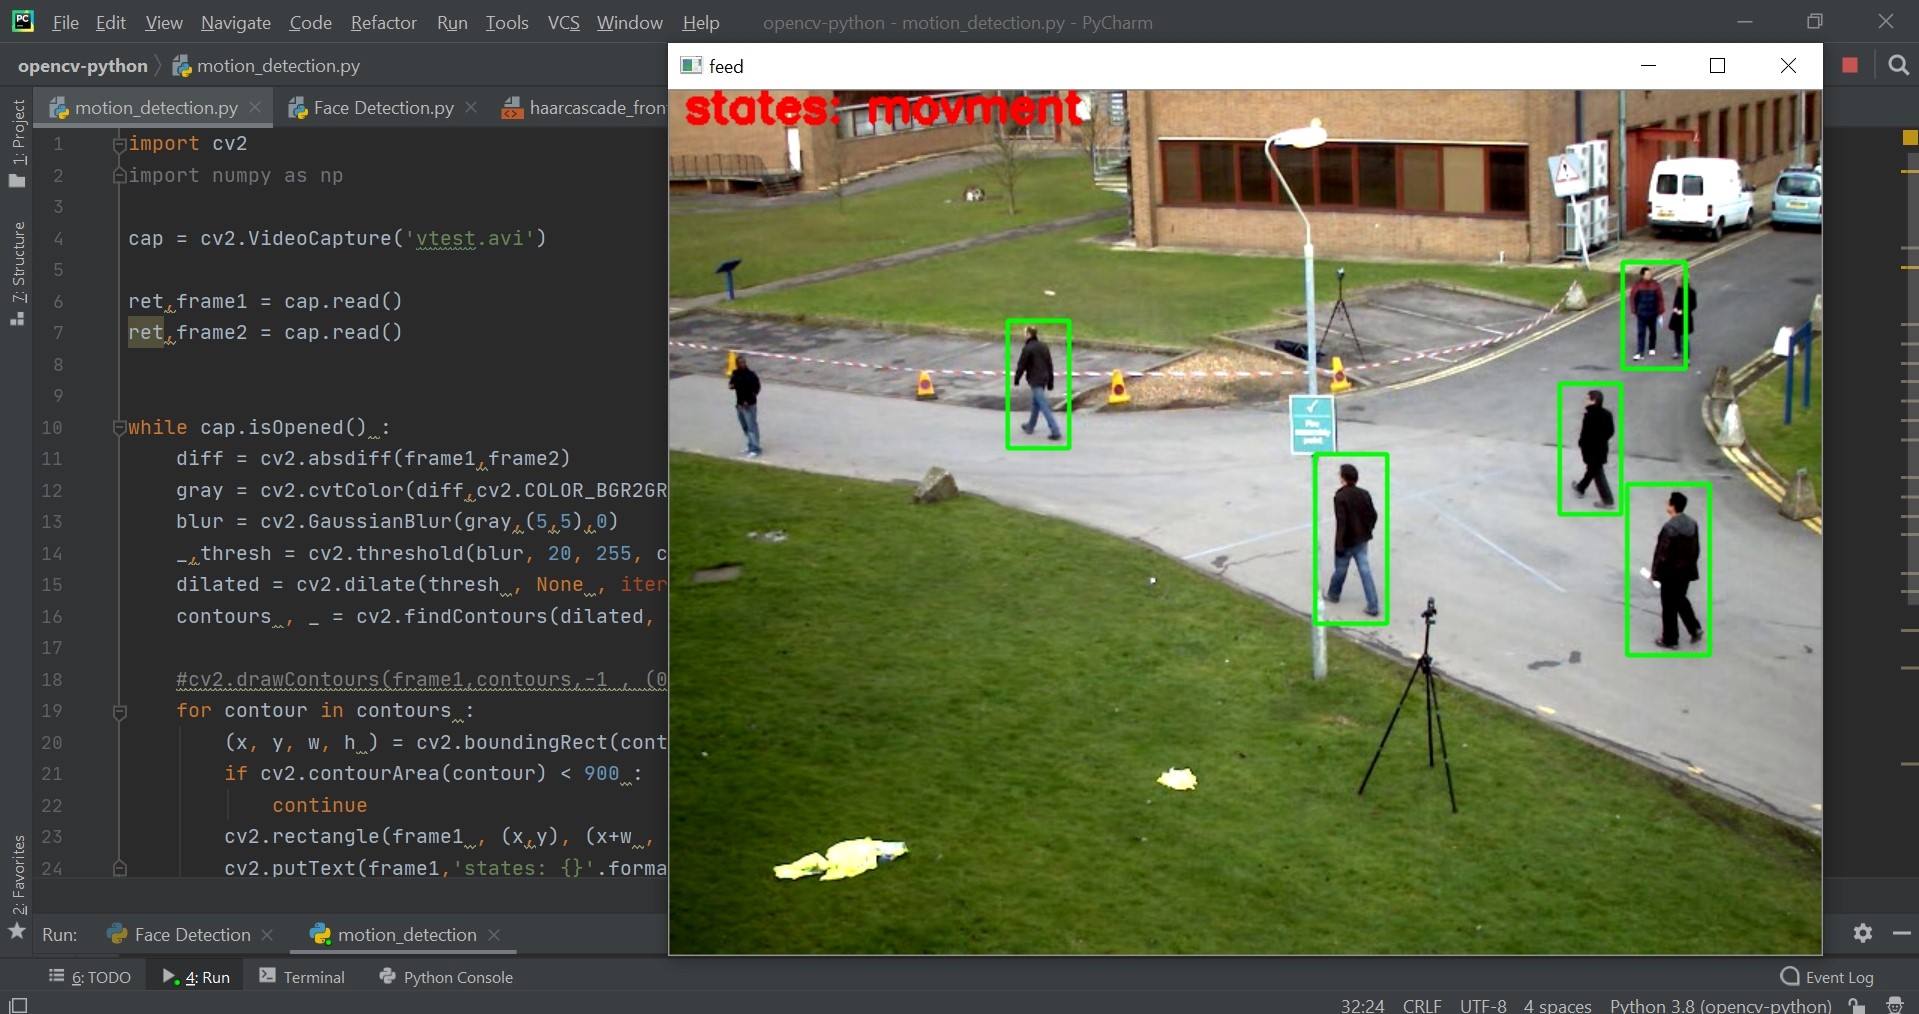 PC File Edit View Navigate Code Refactor Run Tools VCS Window Help opencv-python - motion_detection.py - PyCharm
opencv-python motion_detection.py
feed
motion_detection.py Face Detection.py haarcascade_fron
states: movment
1: Project
7: Structure
2: Favorites
1 import cv2
2 import numpy as np
3
4 cap = cv2.VideoCapture('vtest.avi')
5
6 ret,frame1 = cap.read()
7 ret,frame2 = cap.read()
8
9
10 while cap.isOpened() :
11 diff = cv2.absdiff(frame1,frame2)
12 gray = cv2.cvtColor(diff,cv2.COLOR_BGR2GR
13 blur = cv2.GaussianBlur(gray,(5,5),0)
14 _,thresh = cv2.threshold(blur, 20, 255, c
15 dilated = cv2.dilate(thresh , None , iter
16 contours , _ = cv2.findContours(dilated,
17
18 #cv2.drawContours(frame1,contours,-1 , (0
19 for contour in contours :
20 (x, y, w, h ) = cv2.boundingRect(cont
21 if cv2.contourArea(contour) < 900 :
22 continue
23 cv2.rectangle(frame1 , (x,y), (x+w ,
24 cv2.putText(frame1,'states: {}'.forma
Fire
assembly
point
Run: Face Detection motion_detection
6: TODO 4: Run Terminal Python Console Event Log
32:24 CRLF UTF-8 4 spaces Python 3.8 (opencv-python)